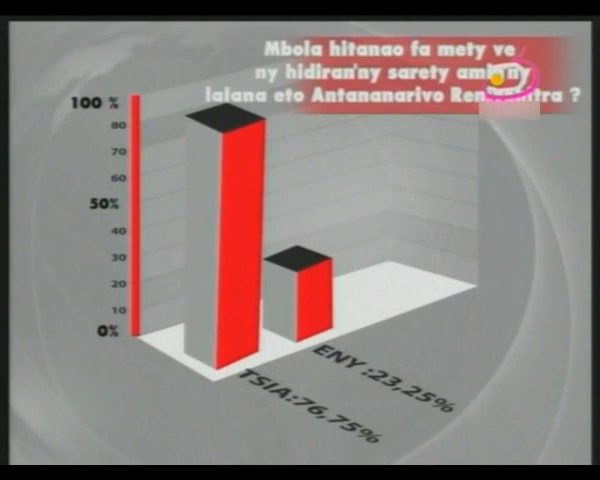 Mbola hitanao fa mety ve
ny hidiran'ny sarety amin'ny
lalana eto Antananarivo Renivohitra ?
100 %
80
70
60
50%
40
30
20
10
0%
ENY :23,25%
TSIA:76,75%